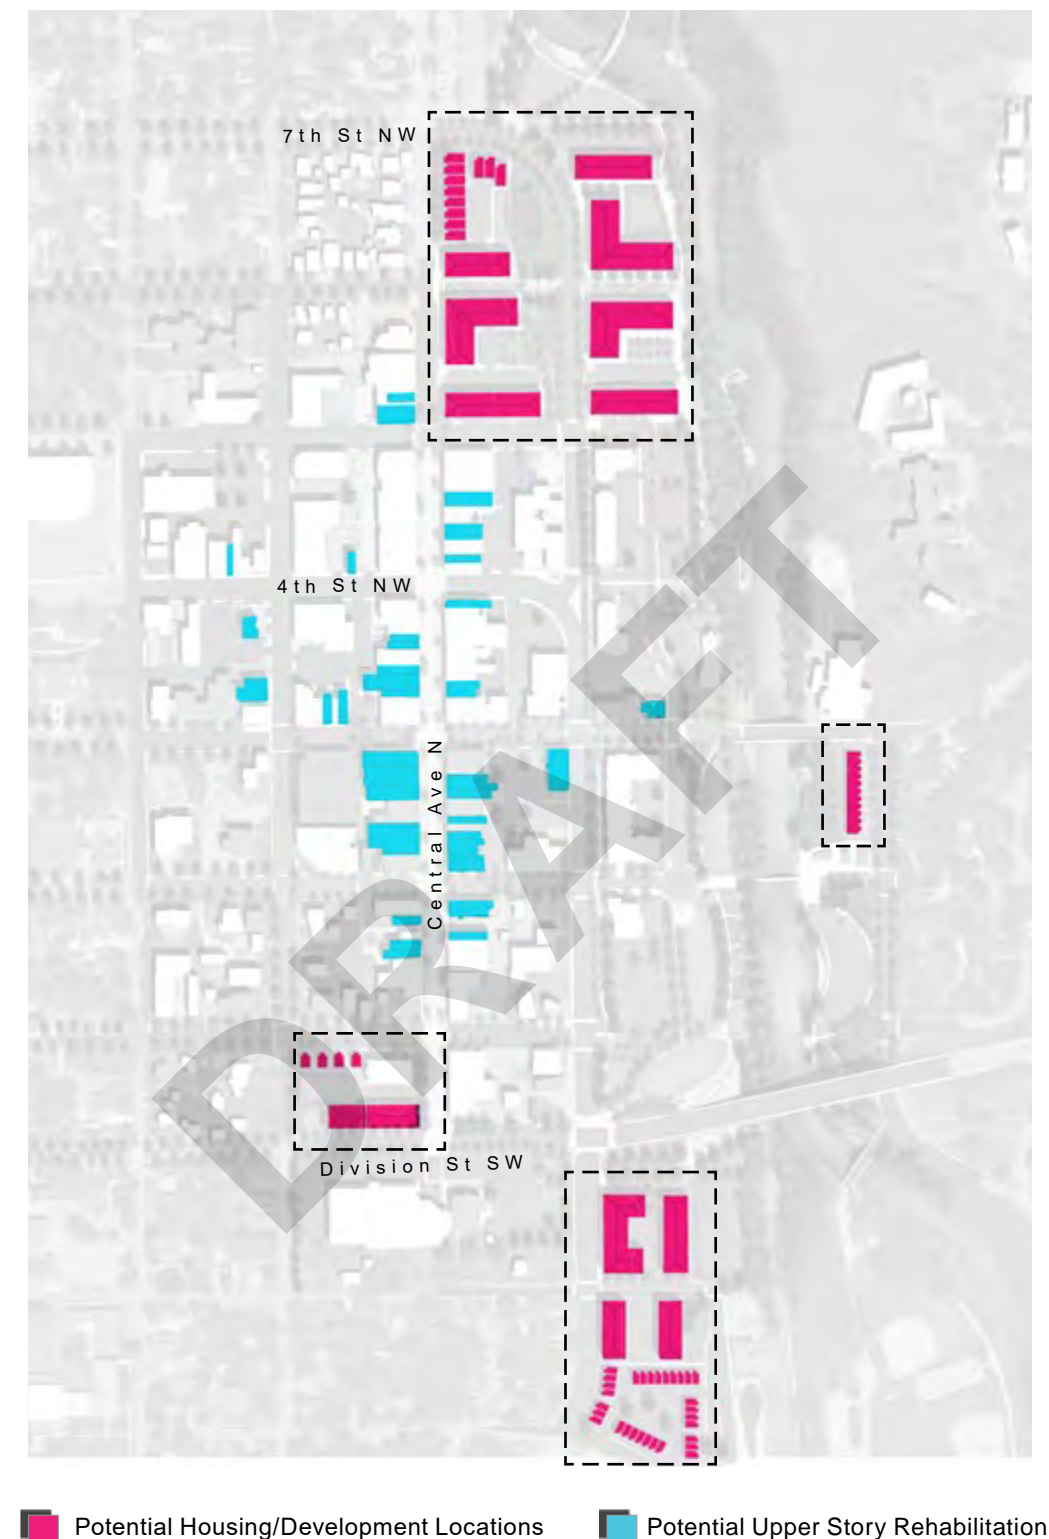 7th St NW
4th St NW
Central Ave N
DRAFT
Division St SW
Potential Housing/Development Locations
Potential Upper Story Rehabilitation